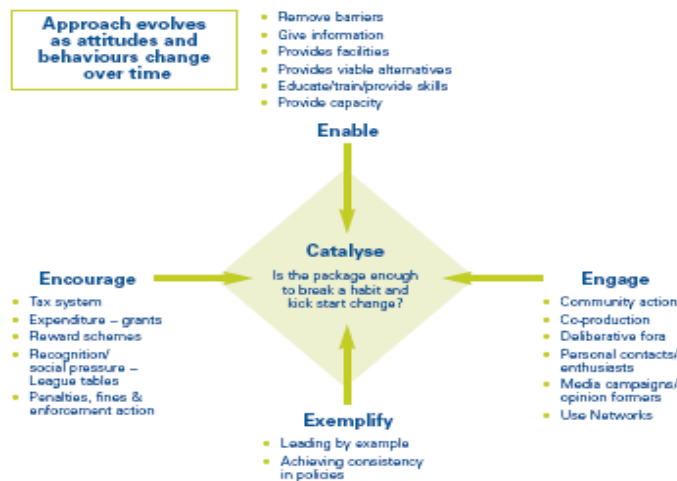 Approach evolves
as attitudes and
behaviours change
over time
• Remove barriers
• Give information
• Provides facilities
• Provides viable alternatives
• Educate/train/provide skills
• Provide capacity
Enable
Catalyse
Is the package enough
to break a habit and
kick start change?
Encourage
• Tax system
• Expenditure – grants
• Reward schemes
• Recognition/
social pressure –
League tables
• Penalties, fines &
enforcement action
Engage
• Community action
• Co-production
• Deliberative fora
• Personal contacts/
enthusiasts
• Media campaigns/
opinion formers
• Use Networks
Exemplify
• Leading by example
• Achieving consistency
in policies